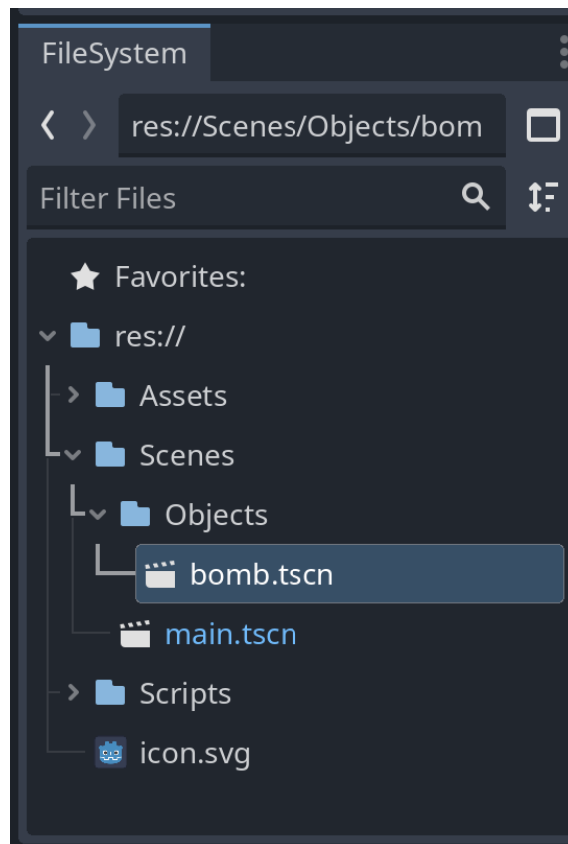 FileSystem
res://Scenes/Objects/bom
Filter Files
Favorites:
res://
Assets
Scenes
Objects
bomb.tscn
main.tscn
Scripts
icon.svg